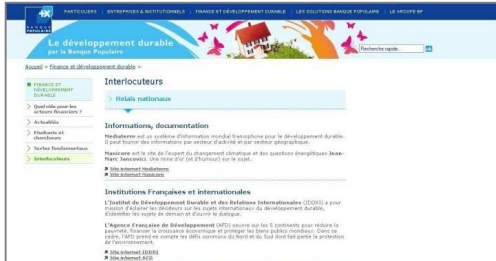 PARTICULIERS | ENTREPRISES & INSTITUTIONNELS | FINANCE ET DÉVELOPPEMENT DURABLE | LES SOLUTIONS BANQUE POPULAIRE | LE GROUPE BP
BANQUE POPULAIRE
Le développement durable
par la Banque Populaire
Recherche rapide...
Accueil > Finance et développement durable >
FINANCE ET DÉVELOPPEMENT DURABLE
> Quel rôle pour les acteurs financiers ?
> Actualités
> Etudiants et chercheurs
> Textes fondamentaux
> Interlocuteurs
Interlocuteurs
> Relais nationaux
Informations, documentation
Mediaterre est un système d'information mondial francophone pour le développement durable.
Il peut fournir des informations par secteur d'activité et par secteur géographique.
Manicore est le site de l'expert du changement climatique et des questions énergétiques Jean-
Marc Jancovici. Une mine d'or (et d'humour) sur le sujet.
Site internet Mediaterre
Site internet Manicore
Institutions Françaises et internationales
L'Institut du Développement Durable et des Relations Internationales (IDDRI) a pour
mission d'éclairer les décideurs sur les sujets internationaux du développement durable,
d'identifier les sujets de demain et d'ouvrir le dialogue.
L'Agence Française de Développement (AFD) oeuvre sur les 5 continents pour réduire la
pauvreté, financer la croissance économique et protéger les biens publics mondiaux. Dans ce
cadre, l'AFD prend en compte les défis communs du Nord et du Sud dont fait partie la protection
de l'environnement.
Site internet IDDRI
Site internet AFD